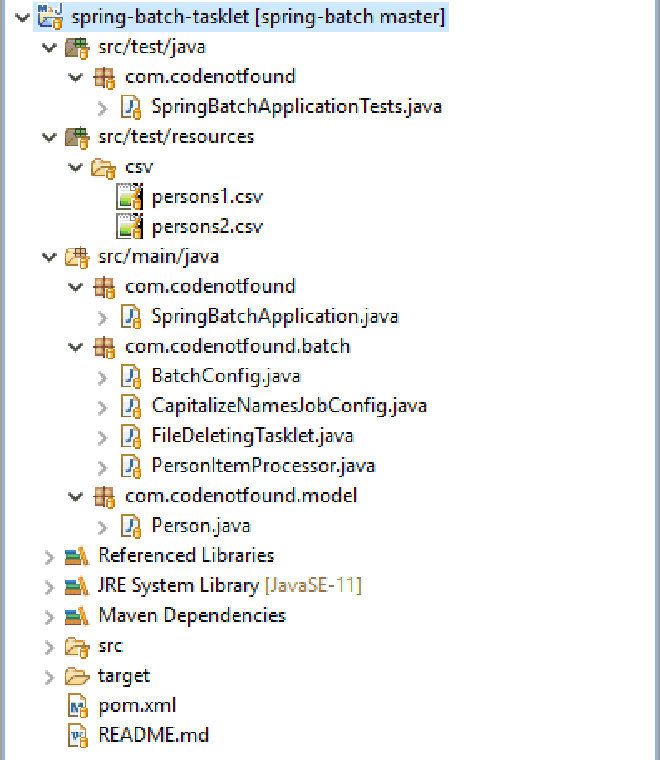 spring-batch-tasklet [spring-batch master]
src/test/java
com.codenotfound
SpringBatchApplicationTests.java
src/test/resources
csv
persons1.csv
persons2.csv
src/main/java
com.codenotfound
SpringBatchApplication.java
com.codenotfound.batch
BatchConfig.java
CapitalizeNamesJobConfig.java
FileDeletingTasklet.java
PersonItemProcessor.java
com.codenotfound.model
Person.java
Referenced Libraries
JRE System Library [JavaSE-11]
Maven Dependencies
src
target
pom.xml
README.md